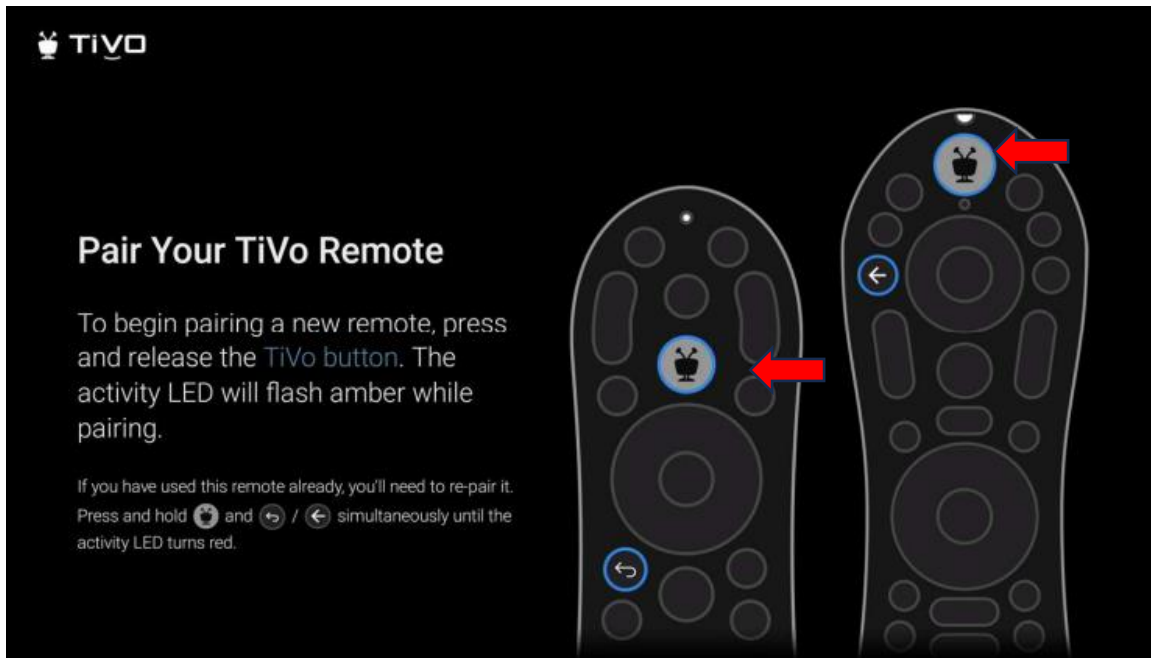 TiVo
Pair Your TiVo Remote
To begin pairing a new remote, press
and release the TiVo button. The
activity LED will flash amber while
pairing.
If you have used this remote already, you'll need to re-pair it.
Press and hold and / simultaneously until the
activity LED turns red.